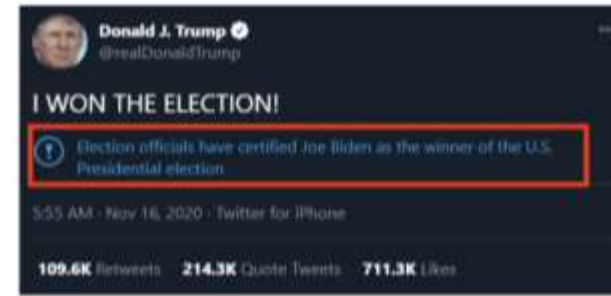 Donald J. Trump
@realDonaldTrump
I WON THE ELECTION!
Election officials have certified Joe Biden as the winner of the U.S.
Presidential election
5:55 AM · Nov 16, 2020 · Twitter for iPhone
109.6K Retweets 214.3K Quote Tweets 711.3K Likes